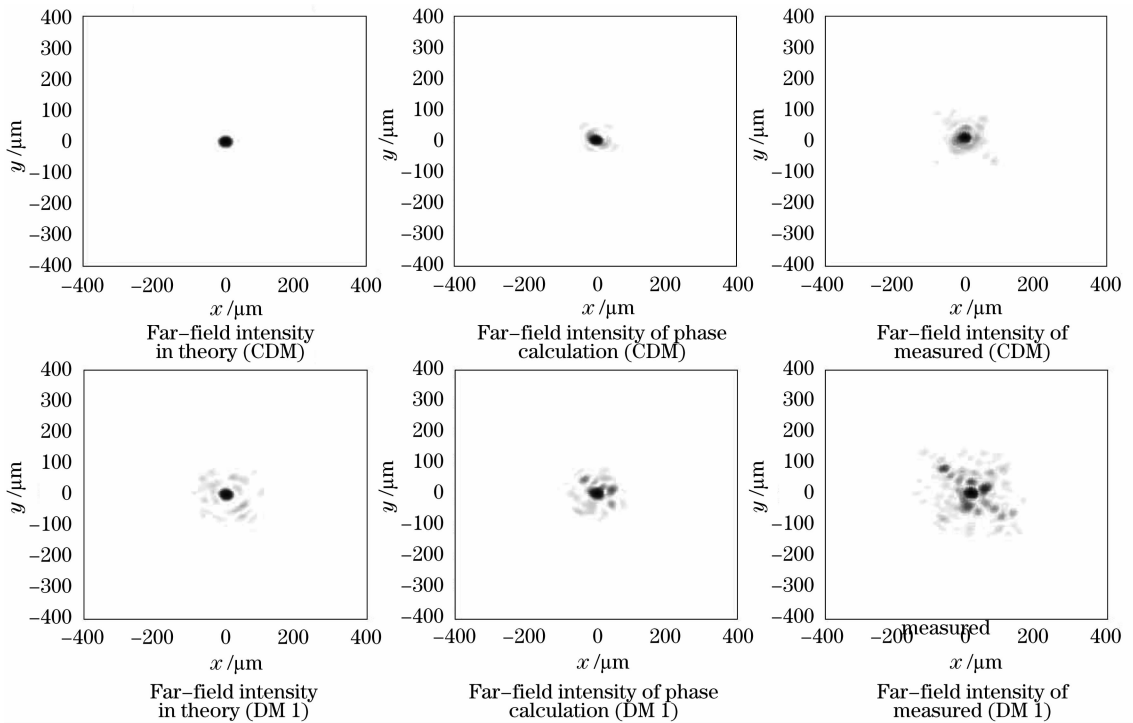 400 400 400
300 300 300
200 200 200
100 100 100
0 0 0
−100 −100 −100
−200 −200 −200
−300 −300 −300
−400 −400 −400
y /μm y /μm y /μm
−400 −200 0 200 400 −400 −200 0 200 400 −400 −200 0 200 400
x /μm x /μm x /μm
Far−field intensity Far−field intensity of phase Far−field intensity of
in theory (CDM) calculation (CDM) measured (CDM)
400 400 400
300 300 300
200 200 200
100 100 100
0 0 0
−100 −100 −100
−200 −200 −200
−300 −300 −300
−400 −400 −400
y /μm y /μm y /μm
measured
−400 −200 0 200 400 −400 −200 0 200 400 −400 −200 0 200 400
x /μm x /μm x /μm
Far−field intensity Far−field intensity of phase Far−field intensity of
in theory (DM 1) calculation (DM 1) measured (DM 1)